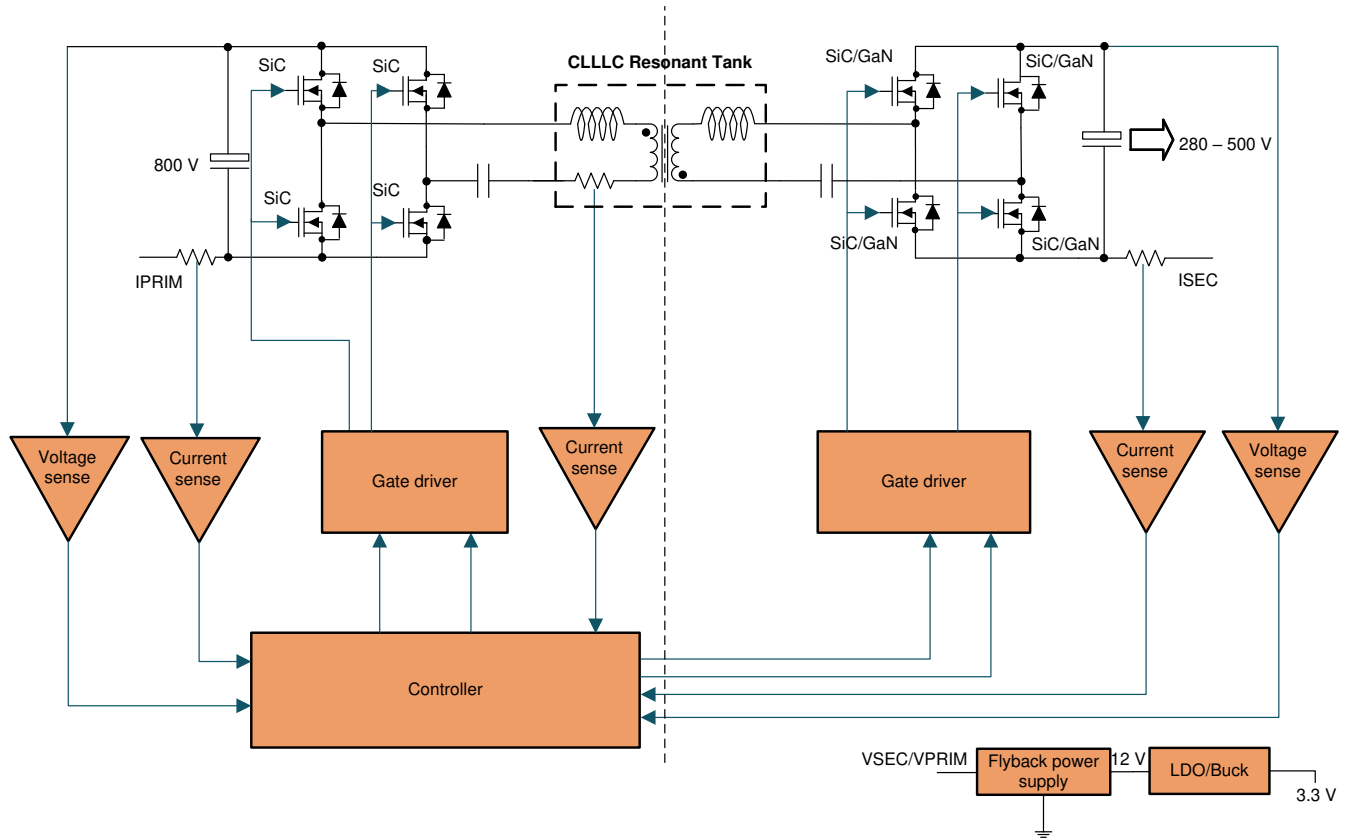 CLLLC Resonant Tank
SiC
SiC
SiC/GaN
SiC/GaN
800 V
280 – 500 V
SiC
SiC
SiC/GaN
SiC/GaN
IPRIM
ISEC
Voltage
sense
Current
sense
Gate driver
Current
sense
Gate driver
Current
sense
Voltage
sense
Controller
VSEC/VPRIM
Flyback power
supply
12 V
LDO/Buck
3.3 V